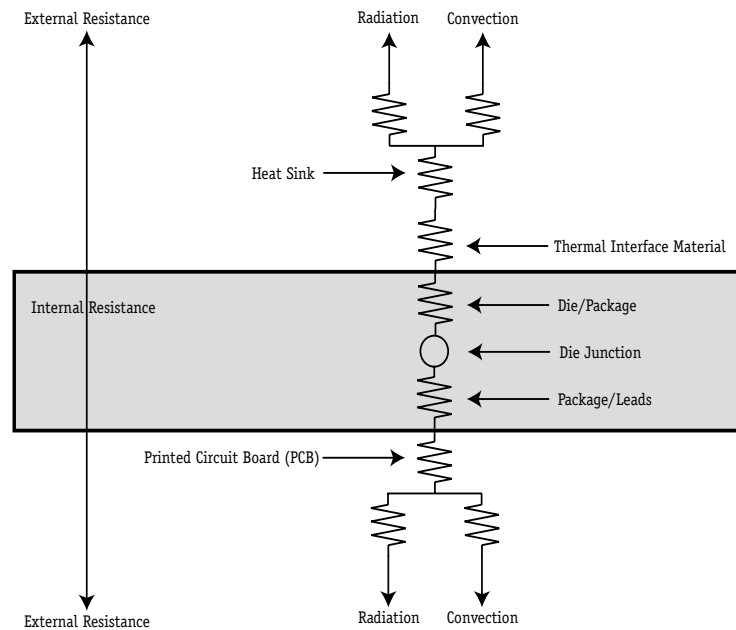 External Resistance
Radiation
Convection
Heat Sink
Thermal Interface Material
Internal Resistance
Die/Package
Die Junction
Package/Leads
Printed Circuit Board (PCB)
External Resistance
Radiation
Convection